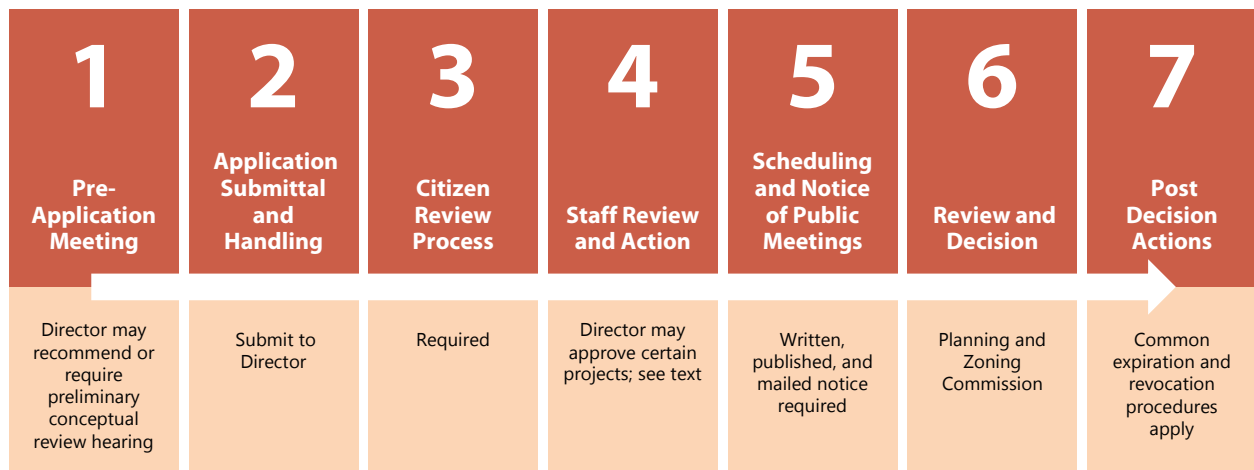 1
Pre-
Application
Meeting
Director may
recommend or
require
preliminary
conceptual
review hearing
2
Application
Submittal
and
Handling
Submit to
Director
3
Citizen
Review
Process
Required
4
Staff Review
and Action
Director may
approve certain
projects; see text
5
Scheduling
and Notice
of Public
Meetings
Written,
published, and
mailed notice
required
6
Review and
Decision
Planning and
Zoning
Commission
7
Post
Decision
Actions
Common
expiration and
revocation
procedures
apply